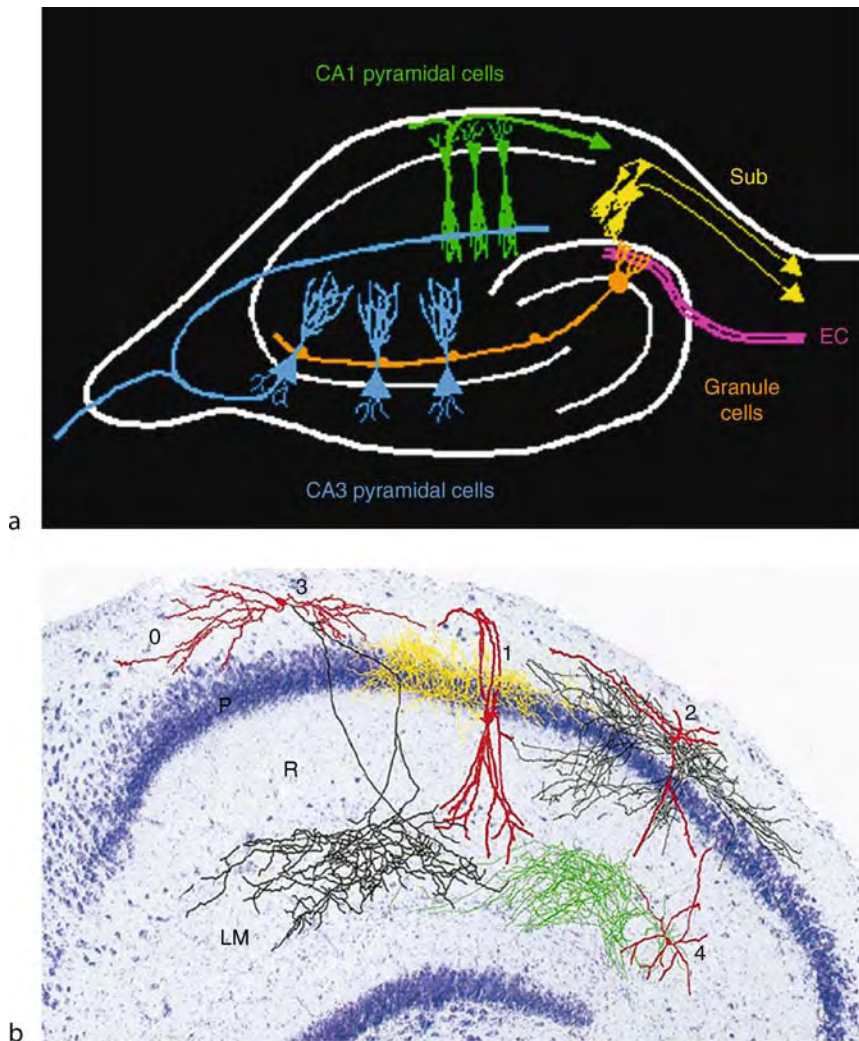 CA1 pyramidal cells
Sub
EC
Granule
cells
CA3 pyramidal cells
a
3
0
1
2
P
R
LM
4
b